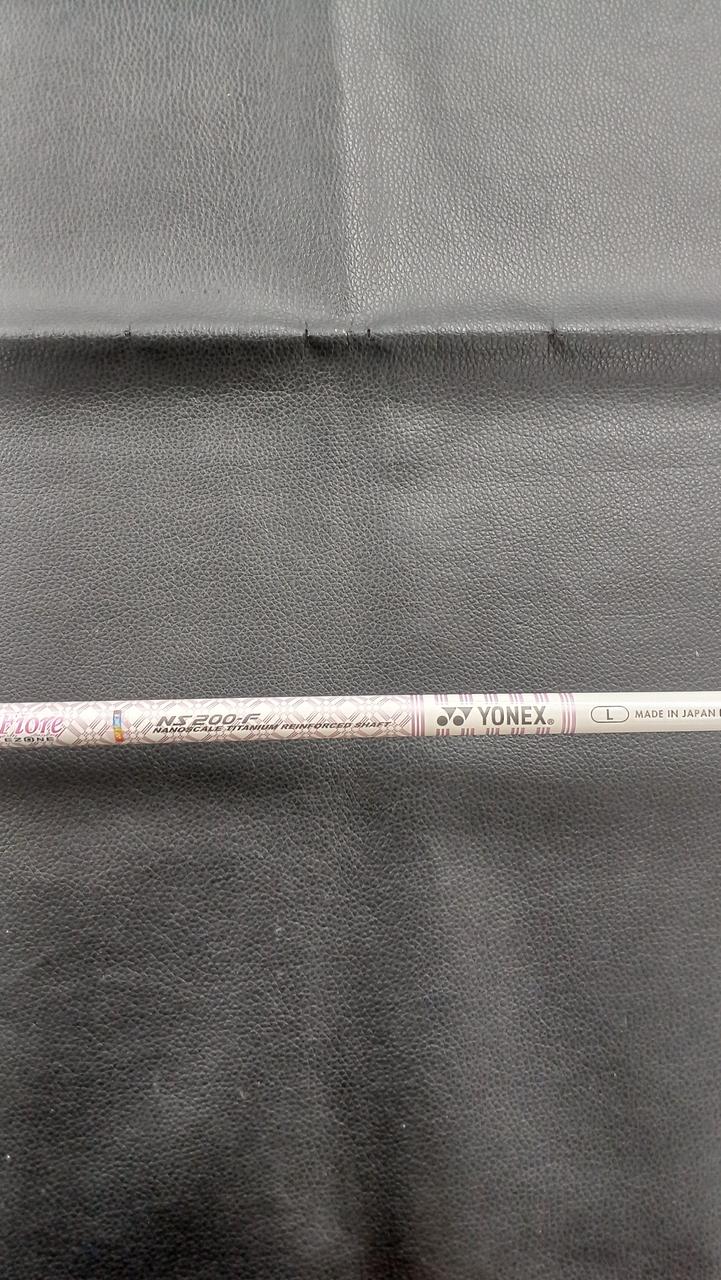 Fiore
EZONE
NS200-F
NANOSCALE TITANIUM REINFORCED SHAFT
YONEX®
L
MADE IN JAPAN